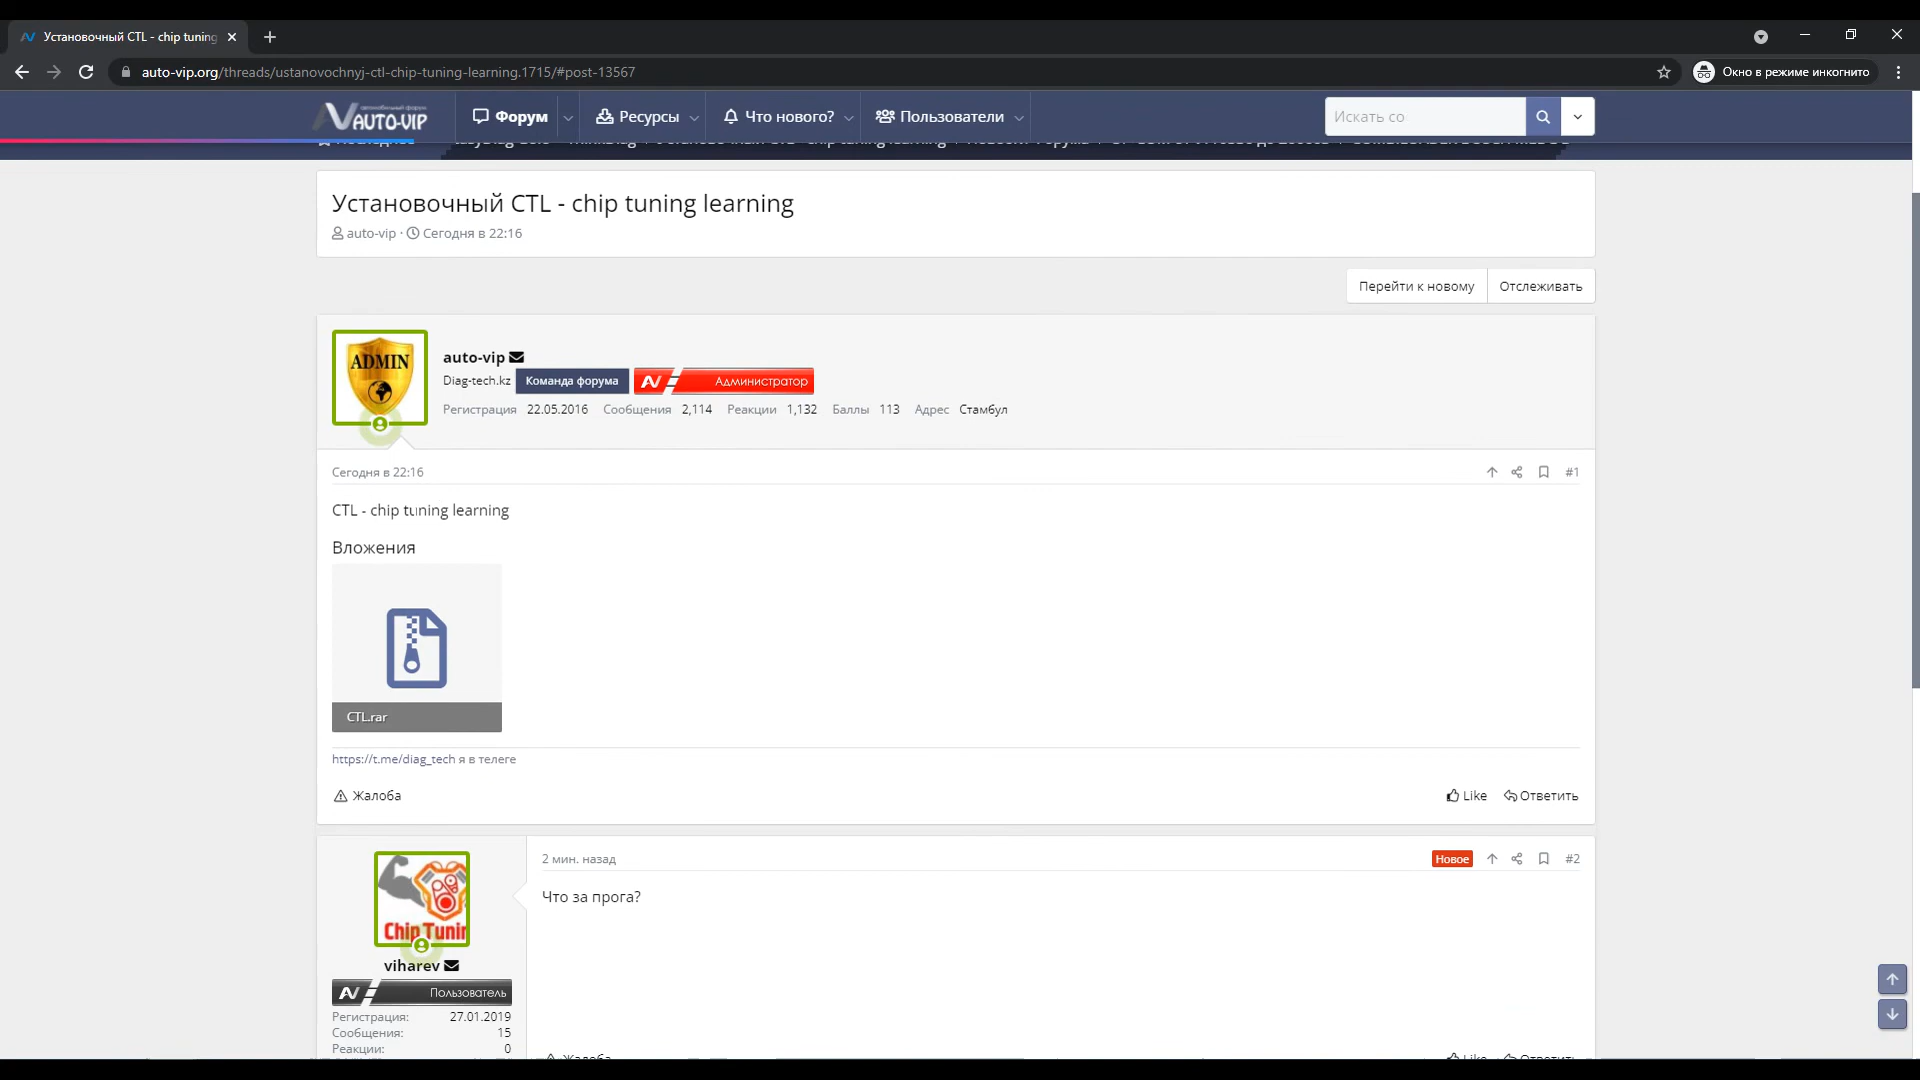 Установочный CTL - chip tuning
auto-vip.org/threads/ustanovochnyj-ctl-chip-tuning-learning.1715/#post-13567
Окно в режиме инкогнито
AUTO-VIP
Форум
Ресурсы
Что нового?
Пользователи
Искать со
Установочный CTL - chip tuning learning
auto-vip · Сегодня в 22:16
Перейти к новому
Отслеживать
ADMIN
auto-vip
Diag-tech.kz Команда форума Администратор
Регистрация 22.05.2016 Сообщения 2,114 Реакции 1,132 Баллы 113 Адрес Стамбул
Сегодня в 22:16
#1
CTL - chip tuning learning
Вложения
CTL.rar
https://t.me/diag_tech я в телеге
Жалоба
Like
Ответить
2 мин. назад
Новое
#2
Что за прога?
Chip Tunin
viharev
Пользователь
Регистрация: 27.01.2019
Сообщения: 15
Реакции: 0
Жалоба
Like
Ответить